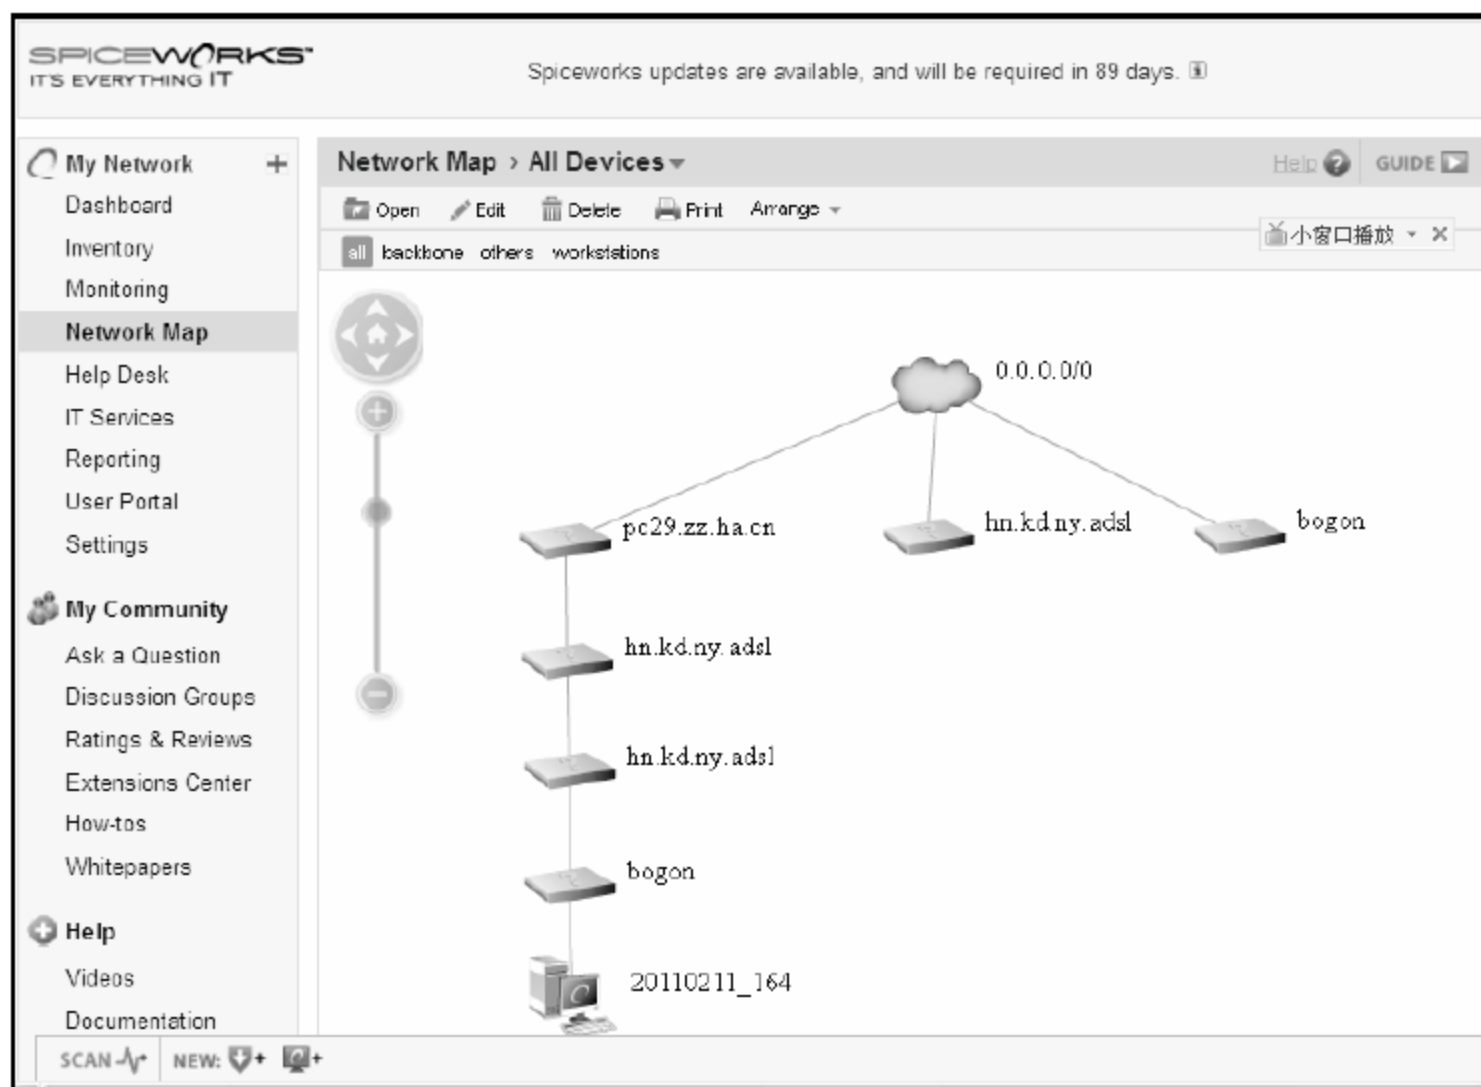 SPICEWORKS™
IT'S EVERYTHING IT
Spiceworks updates are available, and will be required in 89 days.
My Network
Dashboard
Inventory
Monitoring
Network Map
Help Desk
IT Services
Reporting
User Portal
Settings
My Community
Ask a Question
Discussion Groups
Ratings & Reviews
Extensions Center
How-tos
Whitepapers
Help
Videos
Documentation
Network Map › All Devices
Help GUIDE
Open Edit Delete Print Arrange
小窗口播放
all backbone others workstations
0.0.0.0/0
pc29.zz.ha.cn
hn.kd.ny.adsl
bogon
hn.kd.ny.adsl
hn.kd.ny.adsl
bogon
20110211_164
SCAN NEW: